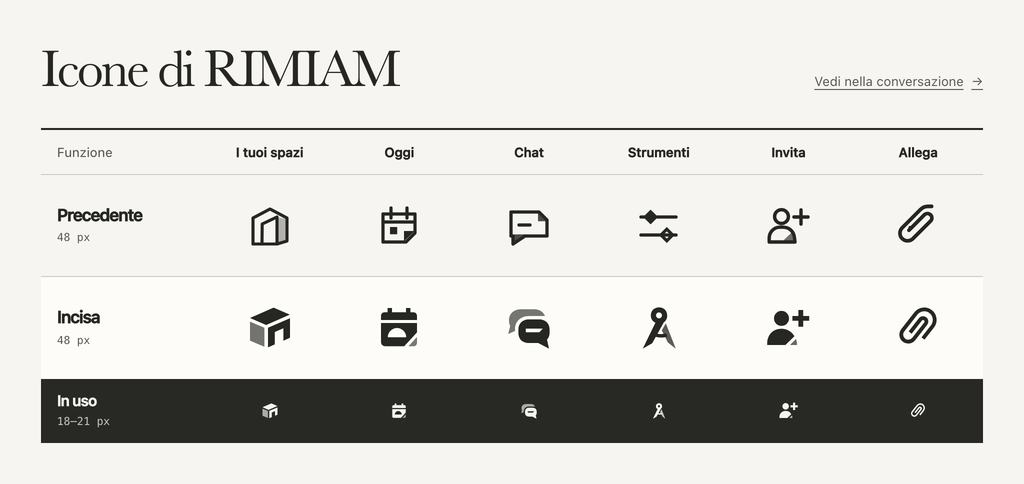 Icone di RIMIAM
Vedi nella conversazione →
Funzione I tuoi spazi Oggi Chat Strumenti Invita Allega
Precedente
48 px
Incisa
48 px
In uso
18–21 px